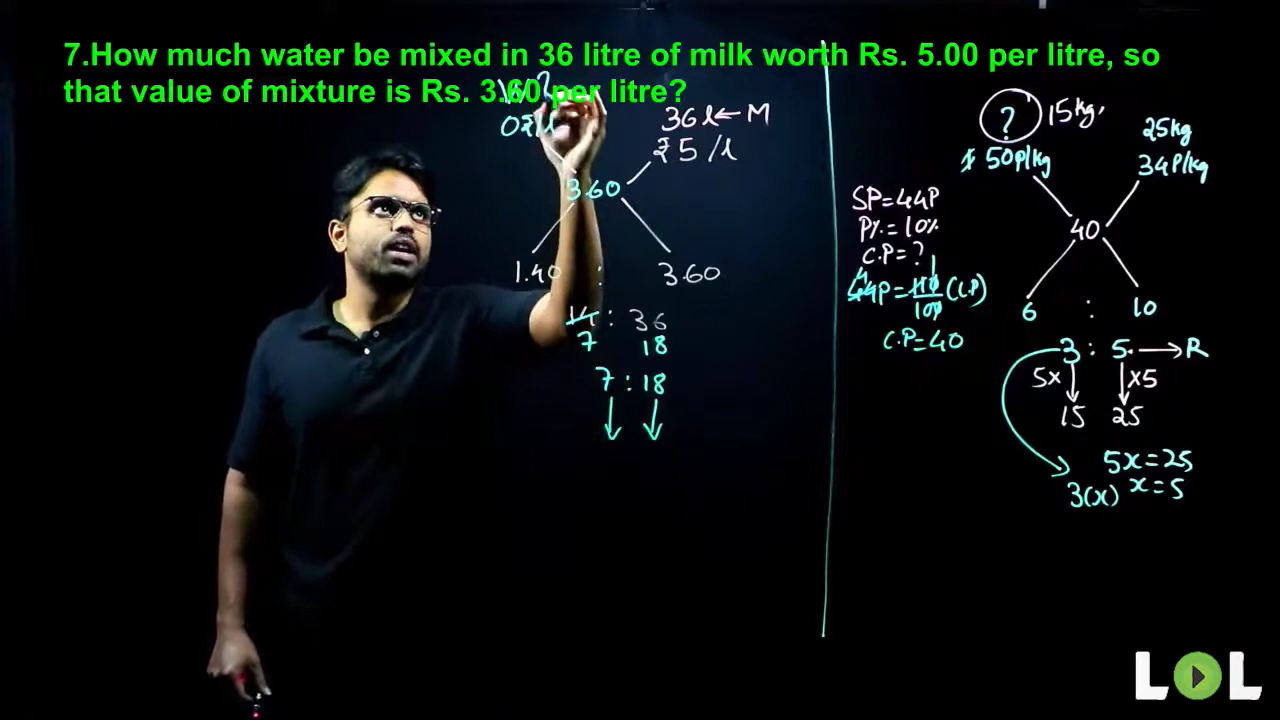 7.How much water be mixed in 36 litre of milk worth Rs. 5.00 per litre, so
that value of mixture is Rs. 3.60 per litre?
W?
36 l ← M
₹5 /l
3.60
1.40 : 3.60
14 : 36
7 18
7 : 18
? 15kg
50P/kg
25kg
34P/kg
40
6 : 10
3 : 5 → R
5x x5
15 25
5x=25
3(x) x=5
SP=44P
P%=10%
C.P=?
44P=110/100(C.P)
C.P=40
LOL